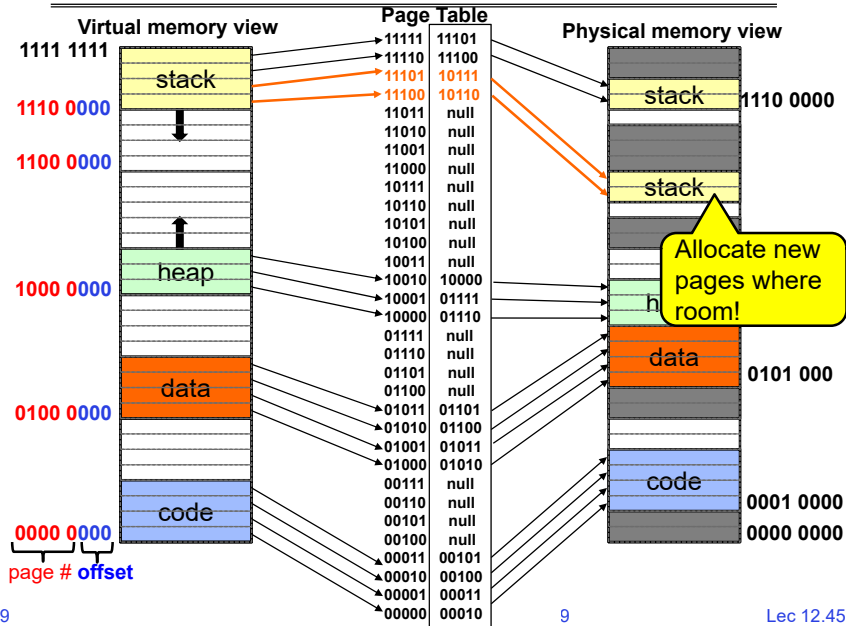 Page Table
Virtual memory view
Physical memory view
1111 1111
stack
1110 0000
1100 0000
heap
1000 0000
data
0100 0000
code
0000 0000
page # offset
11111 11101
11110 11100
11101 10111
11100 10110
11011 null
11010 null
11001 null
11000 null
10111 null
10110 null
10101 null
10100 null
10011 null
10010 10000
10001 01111
10000 01110
01111 null
01110 null
01101 null
01100 null
01011 01101
01010 01100
01001 01011
01000 01010
00111 null
00110 null
00101 null
00100 null
00011 00101
00010 00100
00001 00011
00000 00010
stack
1110 0000
stack
Allocate new
pages where
room!
h
data
0101 000
code
0001 0000
0000 0000
9
9
Lec 12.45